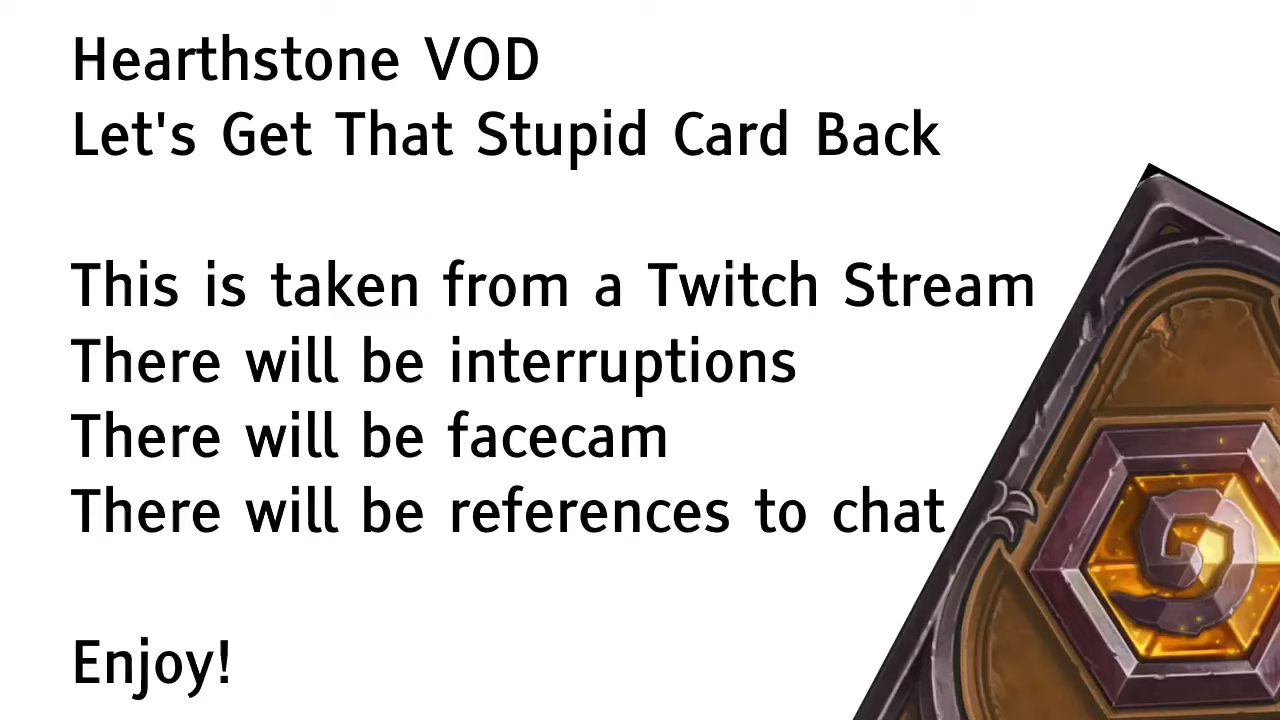 Hearthstone VOD
Let's Get That Stupid Card Back
This is taken from a Twitch Stream
There will be interruptions
There will be facecam
There will be references to chat
Enjoy!